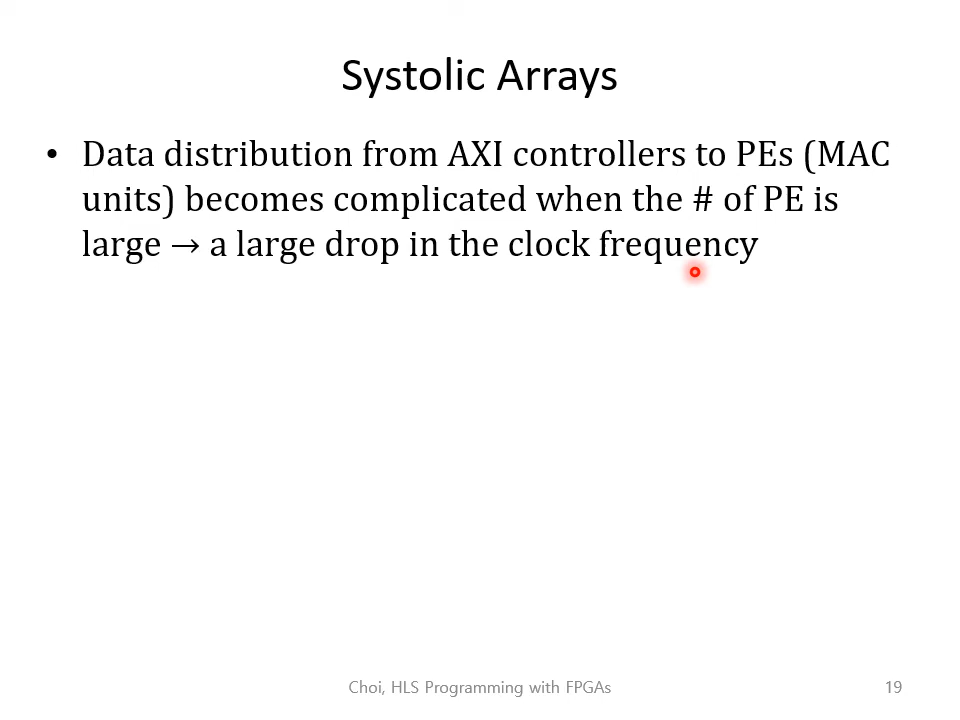 Systolic Arrays
• Data distribution from AXI controllers to PEs (MAC
units) becomes complicated when the # of PE is
large → a large drop in the clock frequency
Choi, HLS Programming with FPGAs
19